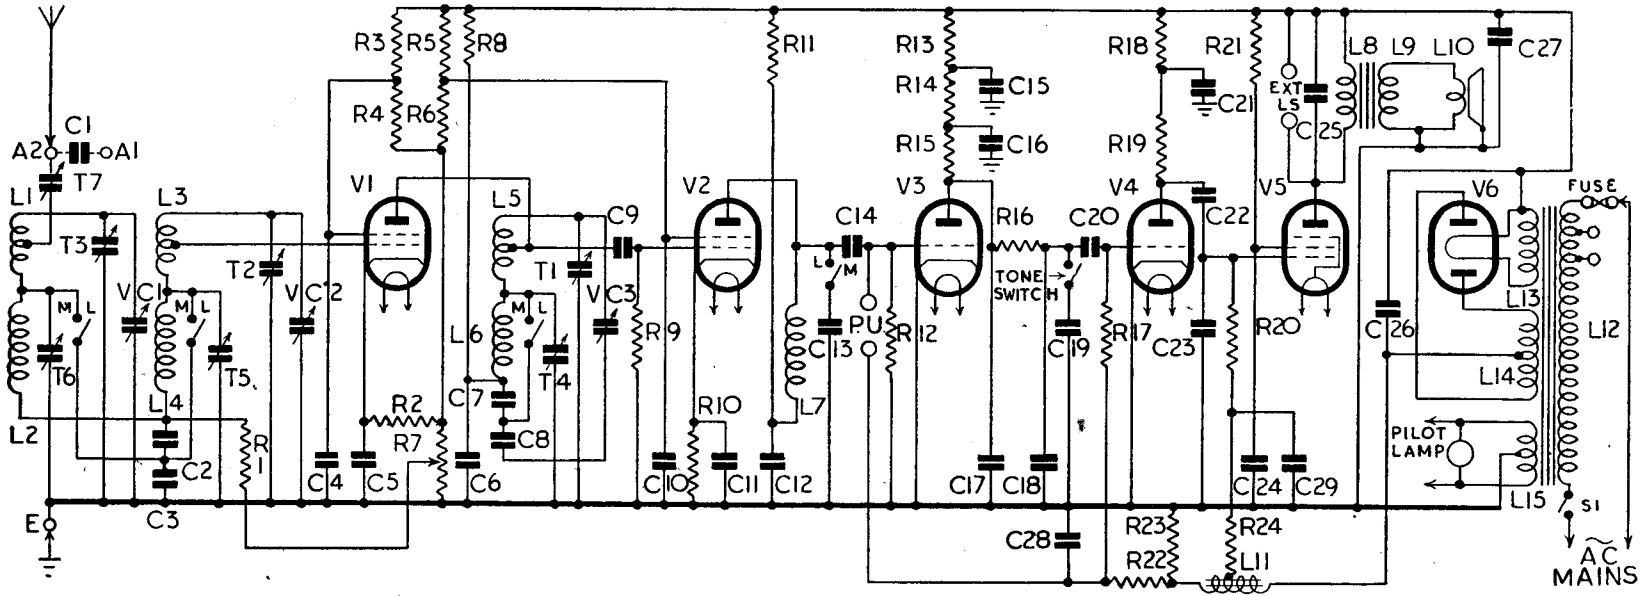 R3
R5
R8
R11
R13
R18
R21
L8
L9
L10
C27
R4
R6
R14
C15
C21
EXT
LS
C25
C1
A2
A1
T7
R15
C16
R19
L1
L3
V1
L5
V2
V3
V4
V5
V6
FUSE
C9
C14
R16
C20
C22
T3
T2
T1
L
M
TONE
SWITCH
L13
VC1
VC2
VC3
M
L
M
L
M
L
L6
R9
C13
P.U.
R12
C19
R17
C23
R20
C26
L12
T6
T5
T4
C7
L7
L14
L2
L4
R2
R10
R1
R7
C8
PILOT
LAMP
C2
C4
C5
C6
C10
C11
C12
C17
C18
C24
C29
L15
S1
C3
E
C28
R23
R24
R22
L11
~
AC
MAINS